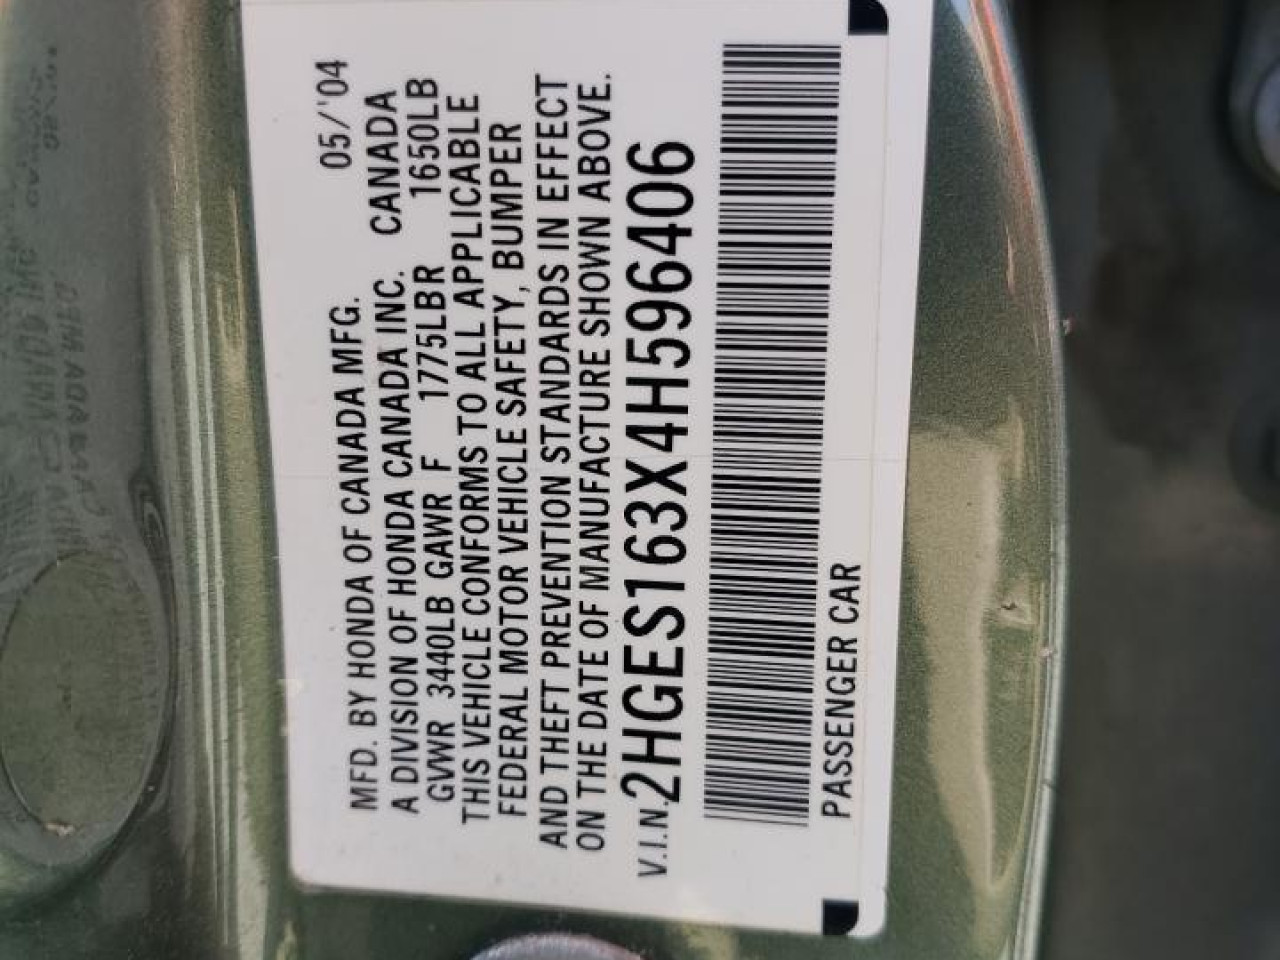 MFD. BY HONDA OF CANADA MFG. 05/'04
A DIVISION OF HONDA CANADA INC. CANADA
GVWR 3440LB GAWR F 1775LBR 1650LB
THIS VEHICLE CONFORMS TO ALL APPLICABLE
FEDERAL MOTOR VEHICLE SAFETY, BUMPER
AND THEFT PREVENTION STANDARDS IN EFFECT
ON THE DATE OF MANUFACTURE SHOWN ABOVE.
V.I.N. 2HGES163X4H596406
PASSENGER CAR